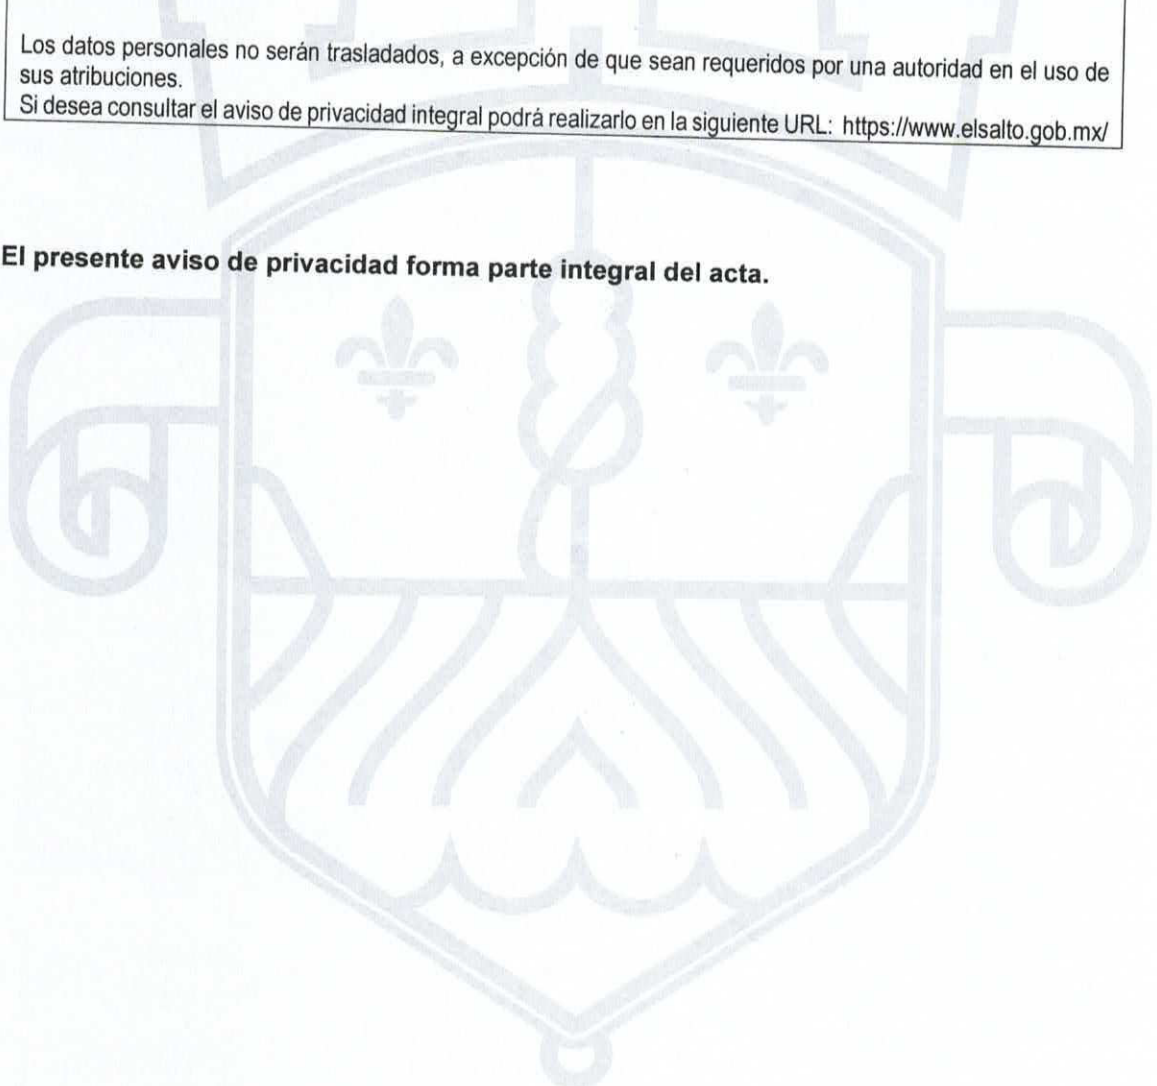 Los datos personales no serán trasladados, a excepción de que sean requeridos por una autoridad en el uso de
sus atribuciones.
Si desea consultar el aviso de privacidad integral podrá realizarlo en la siguiente URL: https://www.elsalto.gob.mx/
El presente aviso de privacidad forma parte integral del acta.